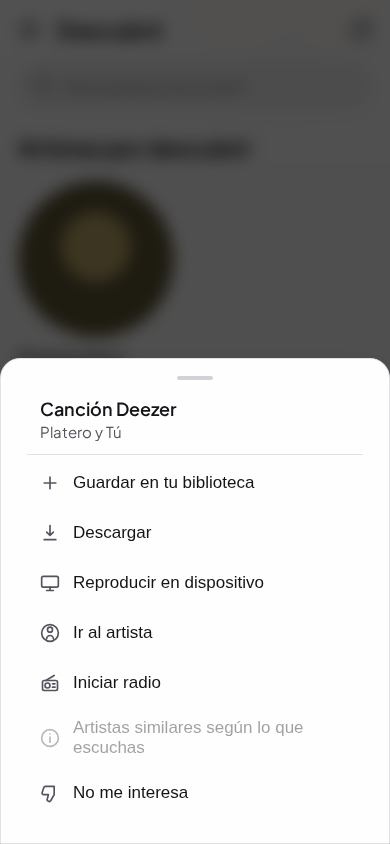 Canción Deezer
Platero y Tú
Guardar en tu biblioteca
Descargar
Reproducir en dispositivo
Ir al artista
Iniciar radio
Artistas similares según lo que
escuchas
No me interesa